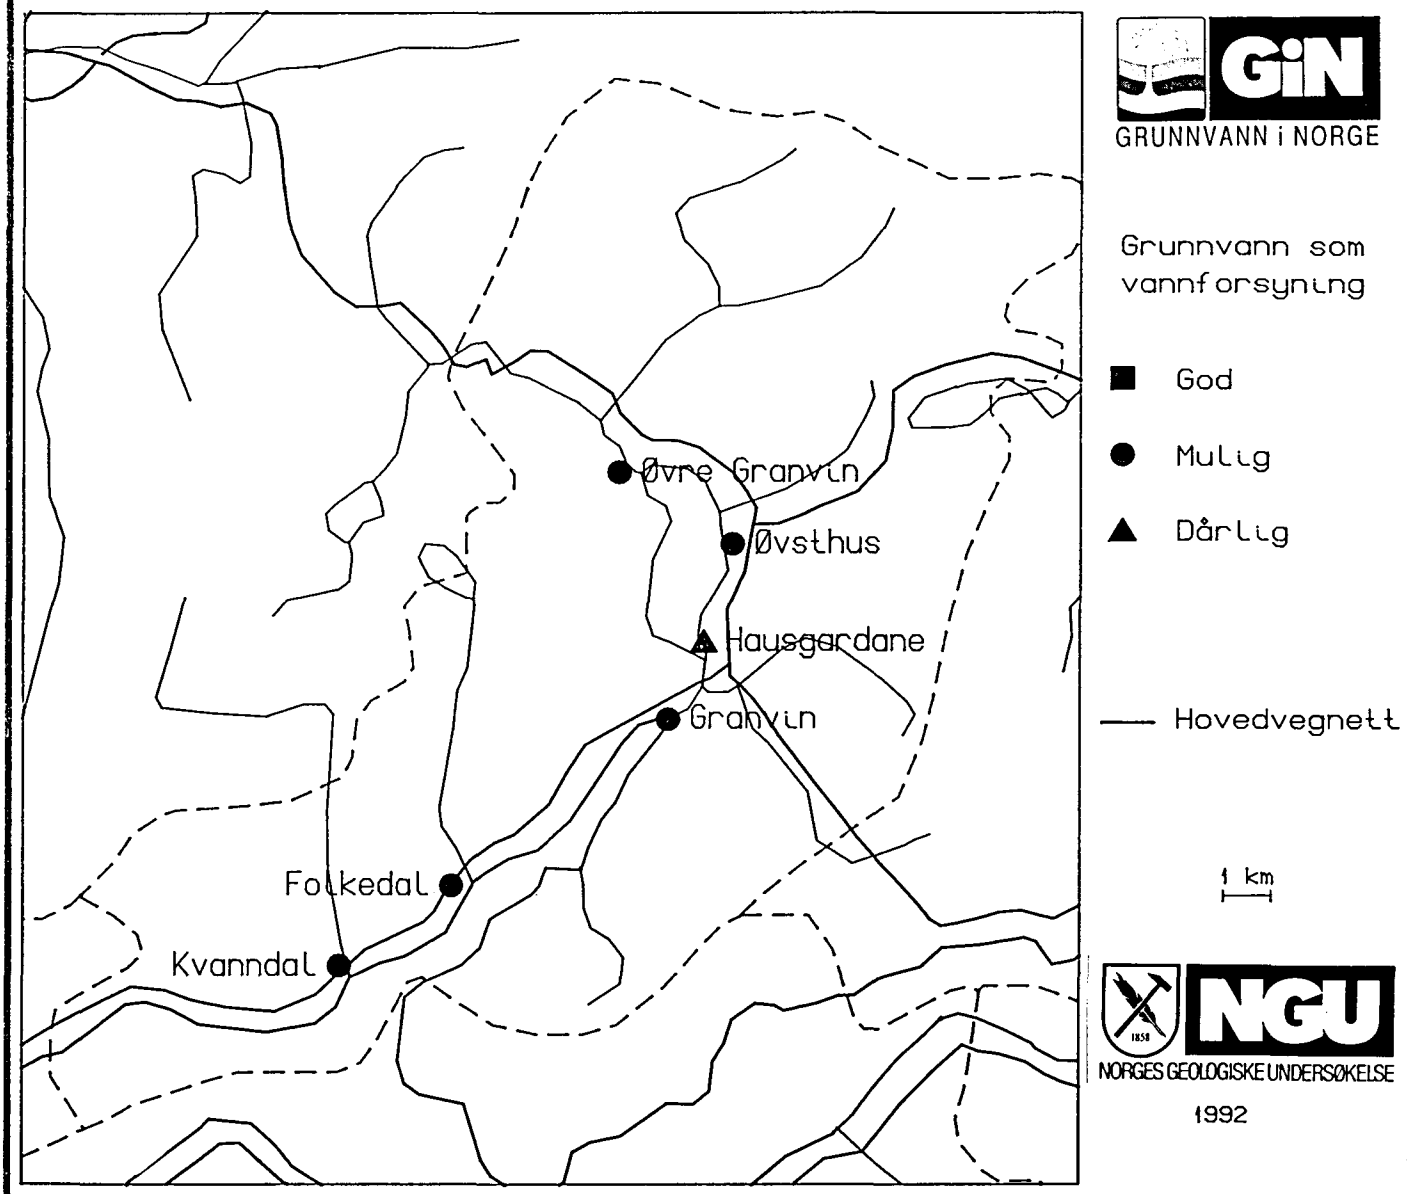 GiN
GRUNNVANN i NORGE
Grunnvann som
vannforsyning
God
Mulig
Dårlig
Hovedvegnett
1 km
1858
NGU
NORGES GEOLOGISKE UNDERSØKELSE
1992
Øvre Granvin
Øvsthus
Hausgardane
Granvin
Folkedal
Kvanndal